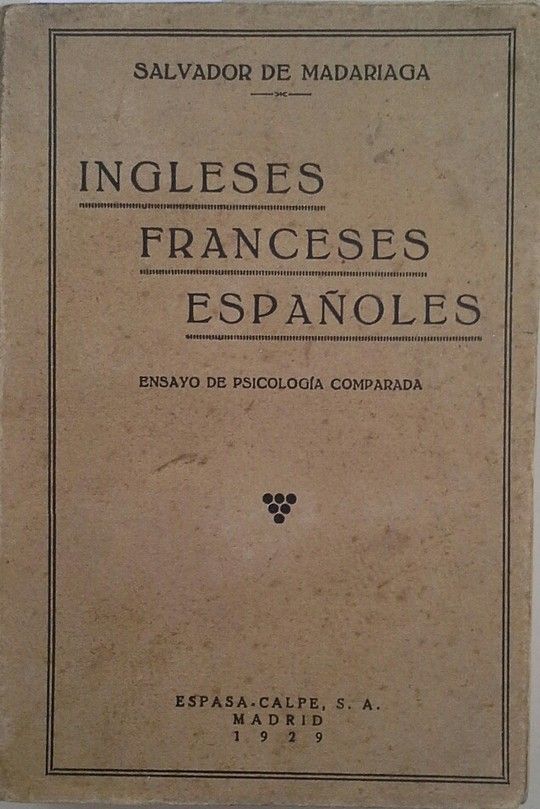 SALVADOR DE MADARIAGA
INGLESES
FRANCESES
ESPAÑOLES
ENSAYO DE PSICOLOGÍA COMPARADA
ESPASA-CALPE, S. A.
MADRID
1929